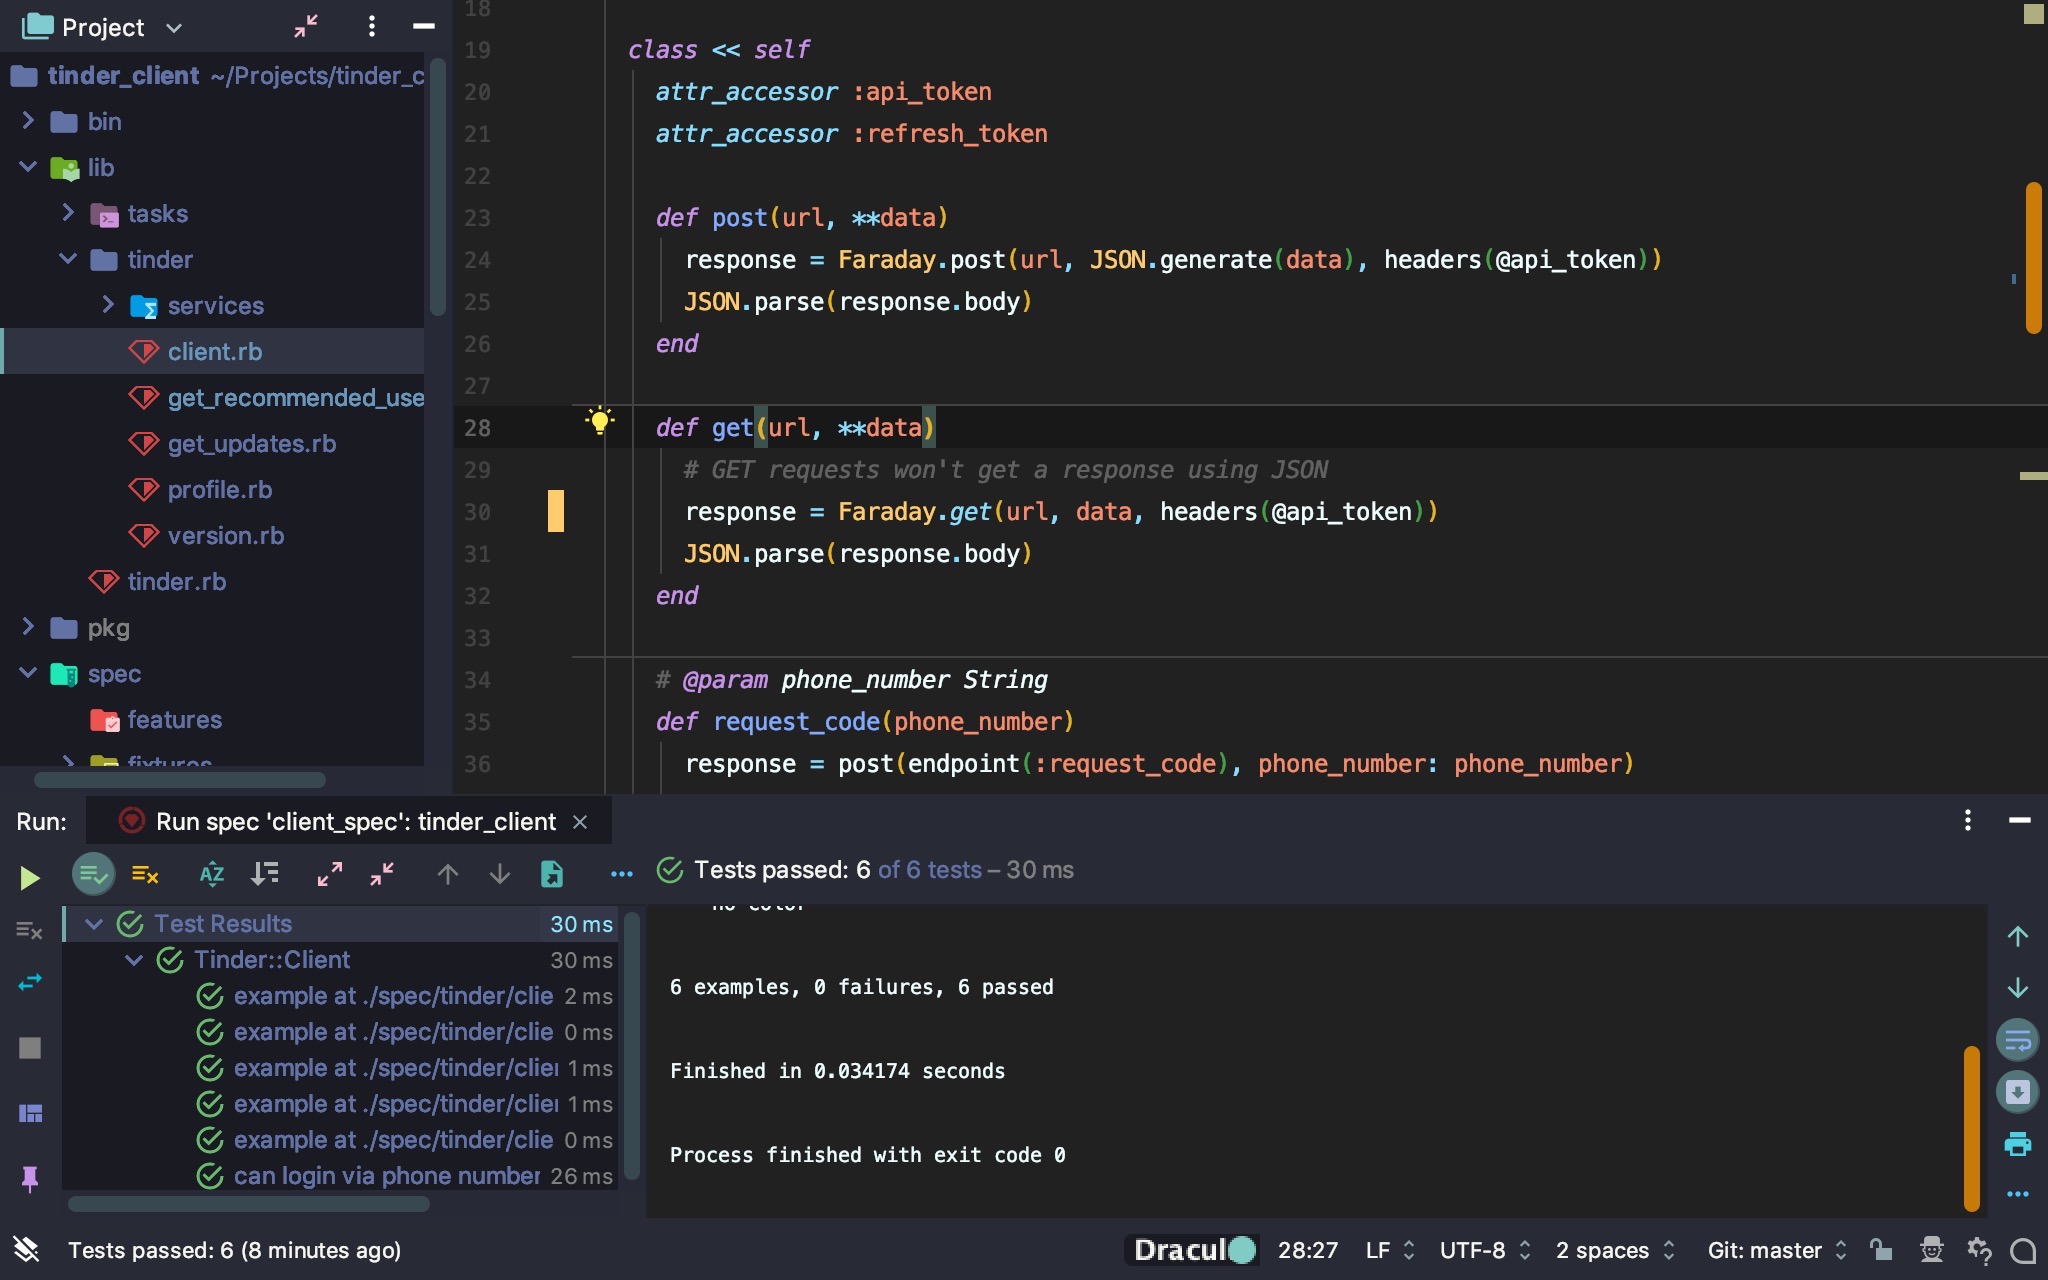 Project
tinder_client ~/Projects/tinder_c
bin
lib
tasks
tinder
services
client.rb
get_recommended_use
get_updates.rb
profile.rb
version.rb
tinder.rb
pkg
spec
features
fixtures
18
19 class << self
20 attr_accessor :api_token
21 attr_accessor :refresh_token
22
23 def post(url, **data)
24 response = Faraday.post(url, JSON.generate(data), headers(@api_token))
25 JSON.parse(response.body)
26 end
27
28 def get(url, **data)
29 # GET requests won't get a response using JSON
30 response = Faraday.get(url, data, headers(@api_token))
31 JSON.parse(response.body)
32 end
33
34 # @param phone_number String
35 def request_code(phone_number)
36 response = post(endpoint(:request_code), phone_number: phone_number)
Run: Run spec 'client_spec': tinder_client
Tests passed: 6 of 6 tests – 30 ms
Test Results 30 ms
Tinder::Client 30 ms
example at ./spec/tinder/clie 2 ms
example at ./spec/tinder/clie 0 ms
example at ./spec/tinder/clie 1 ms
example at ./spec/tinder/clie 1 ms
example at ./spec/tinder/clie 0 ms
can login via phone number 26 ms
no color
6 examples, 0 failures, 6 passed
Finished in 0.034174 seconds
Process finished with exit code 0
Tests passed: 6 (8 minutes ago)
Dracul 28:27 LF UTF-8 2 spaces Git: master